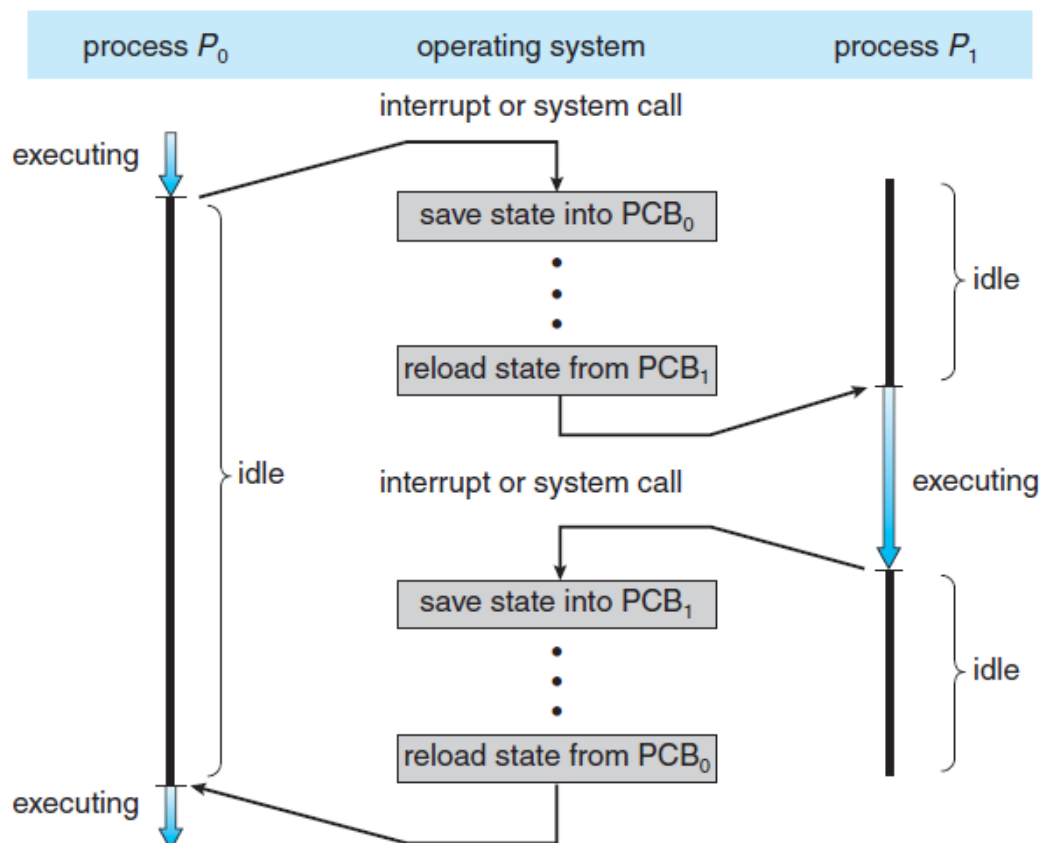 process P₀ operating system process P₁
interrupt or system call
executing
save state into PCB₀
idle
reload state from PCB₁
idle
interrupt or system call
executing
save state into PCB₁
idle
reload state from PCB₀
executing